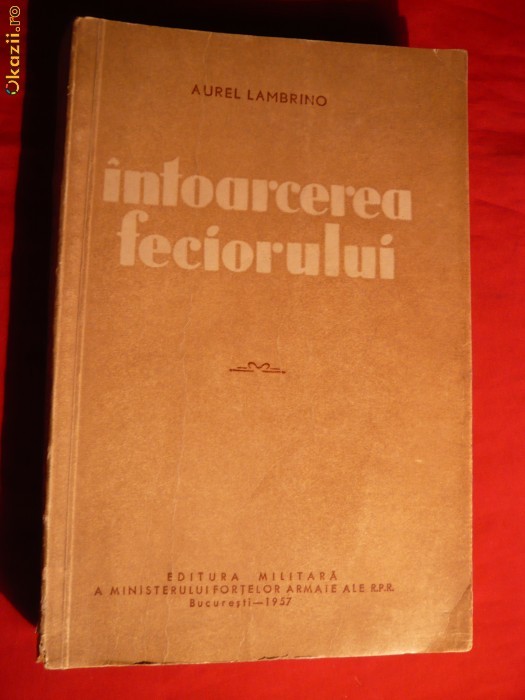 Okazii.ro
AUREL LAMBRINO
întoarcerea
feciorului
EDITURA MILITARĂ
A MINISTERULUI FORȚELOR ARMATE ALE R.P.R.
București—1957